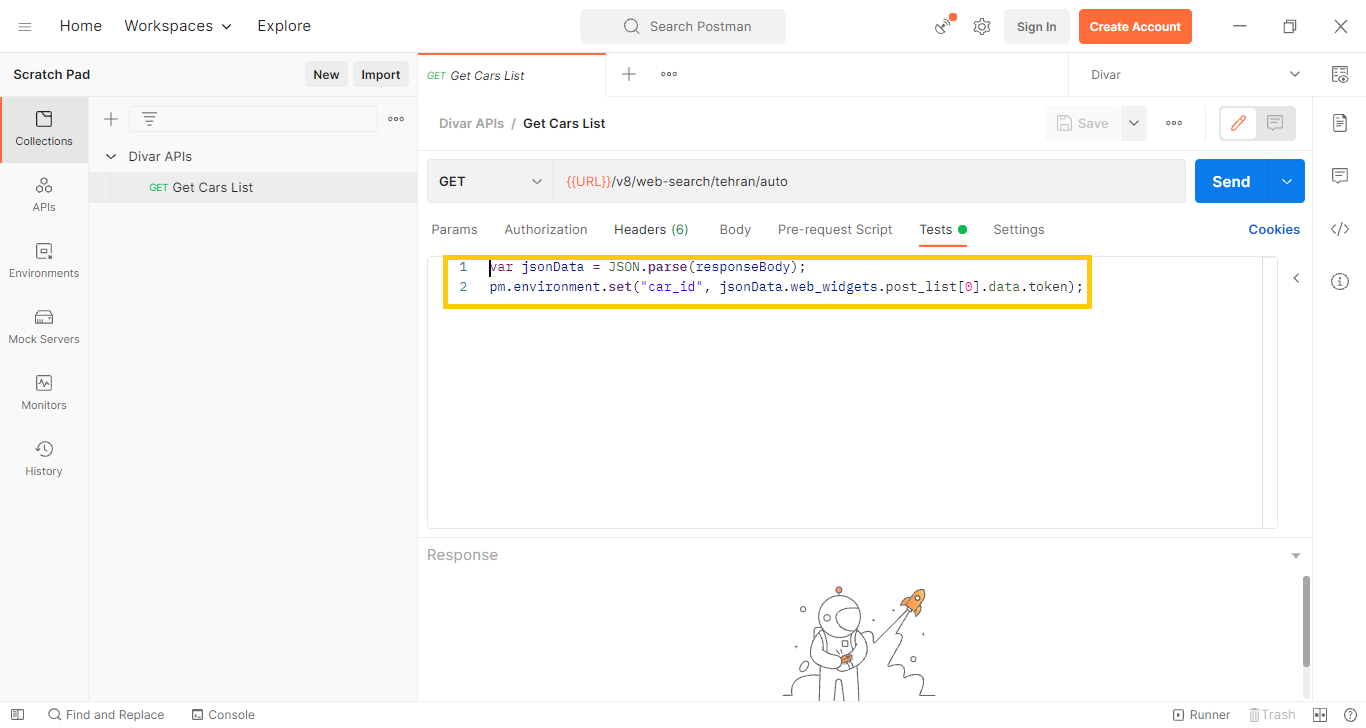 Home Workspaces Explore Search Postman Sign In Create Account
Scratch Pad New Import GET Get Cars List Divar
Divar APIs / Get Cars List Save
Collections
Divar APIs
GET Get Cars List
GET {{URL}}/v8/web-search/tehran/auto Send
APIs
Params Authorization Headers (6) Body Pre-request Script Tests Settings Cookies
Environments
1 var jsonData = JSON.parse(responseBody);
2 pm.environment.set("car_id", jsonData.web_widgets.post_list[0].data.token);
Mock Servers
Monitors
History
Response
Find and Replace Console Runner Trash